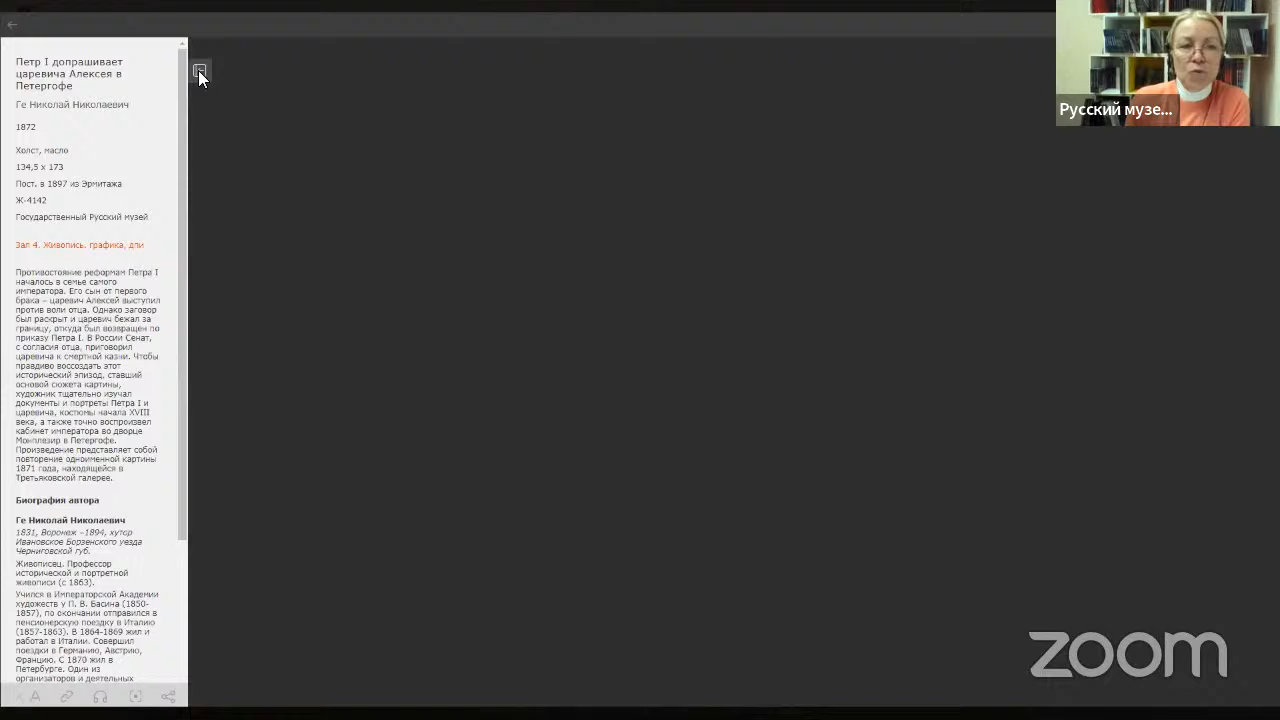 Петр I допрашивает
царевича Алексея в
Петергофе
Ге Николай Николаевич
1872
Холст, масло
134,5 x 173
Пост. в 1897 из Эрмитажа
Ж-4142
Государственный Русский музей
Зал 4. Живопись. графика, дпи
Противостояние реформам Петра I
началось в семье самого
императора. Его сын от первого
брака – царевич Алексей выступил
против воли отца. Однако заговор
был раскрыт и царевич бежал за
границу, откуда был возвращен по
приказу Петра I. В России Сенат,
с согласия отца, приговорил
царевича к смертной казни. Чтобы
правдиво воссоздать этот
исторический эпизод, ставший
основой сюжета картины,
художник тщательно изучал
документы и портреты Петра I и
царевича, костюмы начала XVIII
века, а также точно воспроизвел
кабинет императора во дворце
Монплезир в Петергофе.
Произведение представляет собой
повторение одноименной картины
1871 года, находящейся в
Третьяковской галерее.
Биография автора
Ге Николай Николаевич
1831, Воронеж –1894, хутор
Ивановское Борзенского уезда
Черниговской губ.
Живописец. Профессор
исторической и портретной
живописи (с 1863).
Учился в Императорской Академии
художеств у П. В. Басина (1850-
1857), по окончании отправился в
пенсионерскую поездку в Италию
(1857-1863). В 1864-1869 жил и
работал в Италии. Совершил
поездки в Германию, Австрию,
Францию. С 1870 жил в
Петербурге. Один из
организаторов и деятельных
A A
Русский музе...
zoom